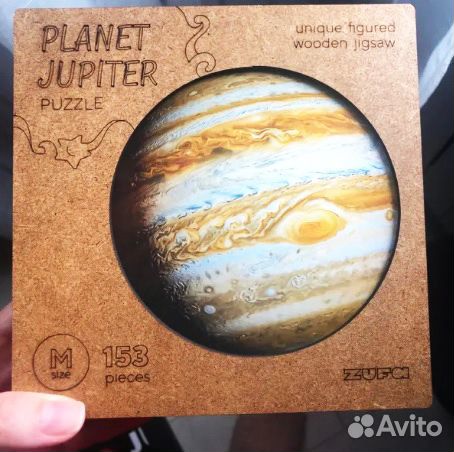 PLANET
JUPITER
PUZZLE
unique figured
wooden jigsaw
M
size
153
pieces
ZUFA
Avito